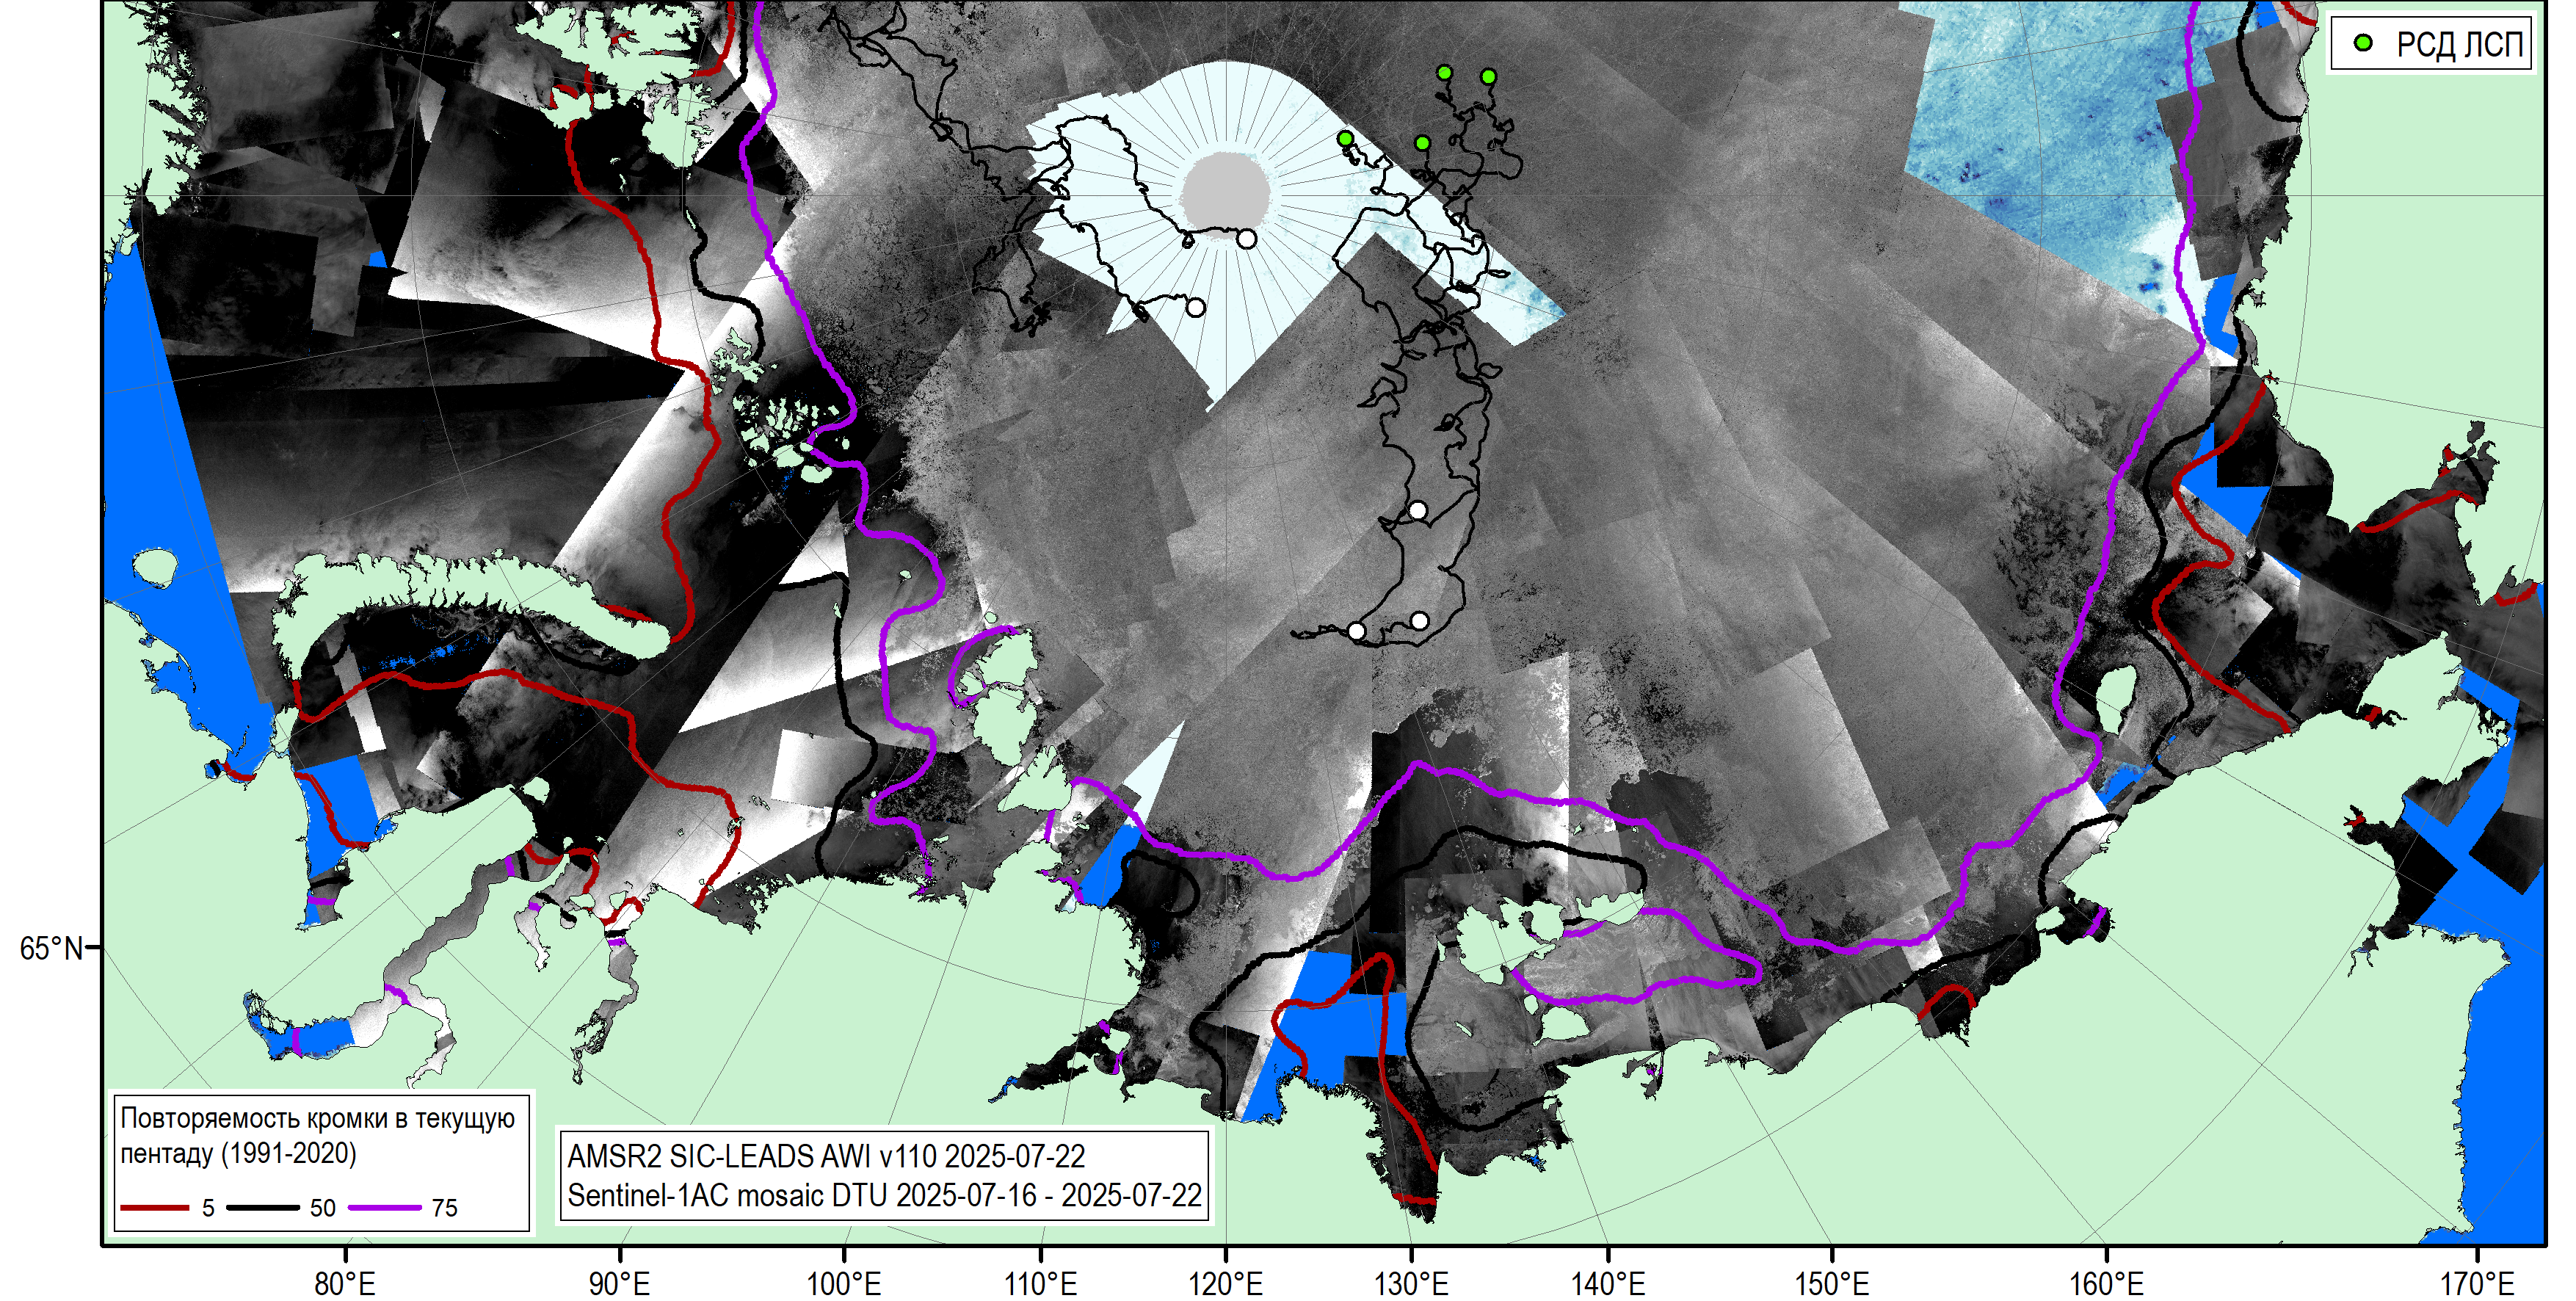 РСД ЛСП
65°N
Повторяемость кромки в текущую
пентаду (1991-2020)
5 50 75
AMSR2 SIC-LEADS AWI v110 2025-07-22
Sentinel-1AC mosaic DTU 2025-07-16 - 2025-07-22
80°E 90°E 100°E 110°E 120°E 130°E 140°E 150°E 160°E 170°E